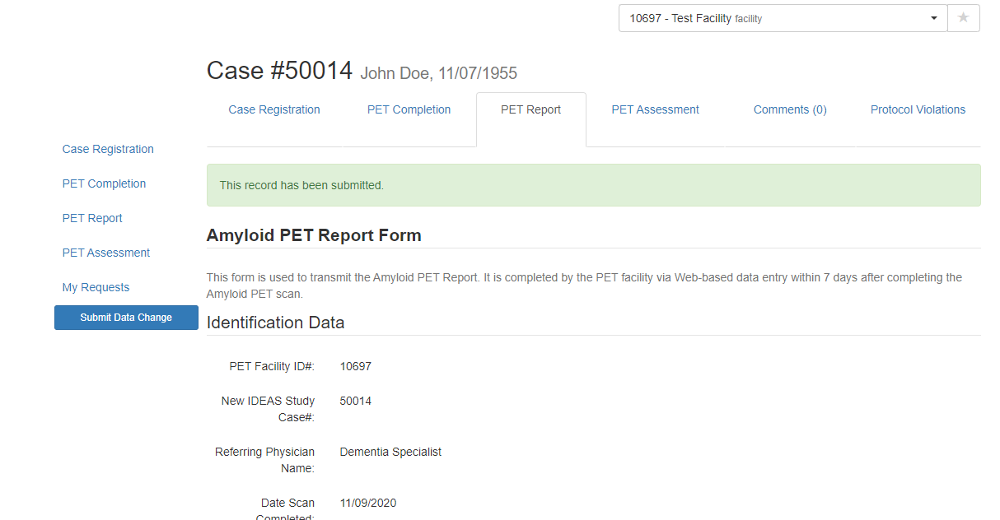 10697 - Test Facility facility
Case #50014 John Doe, 11/07/1955
Case Registration
PET Completion
PET Report
PET Assessment
Comments (0)
Protocol Violations
Case Registration
PET Completion
PET Report
PET Assessment
My Requests
Submit Data Change
This record has been submitted.
Amyloid PET Report Form
This form is used to transmit the Amyloid PET Report. It is completed by the PET facility via Web-based data entry within 7 days after completing the
Amyloid PET scan.
Identification Data
PET Facility ID#: 10697
New IDEAS Study 50014
Case#:
Referring Physician Dementia Specialist
Name:
Date Scan 11/09/2020
Completed: